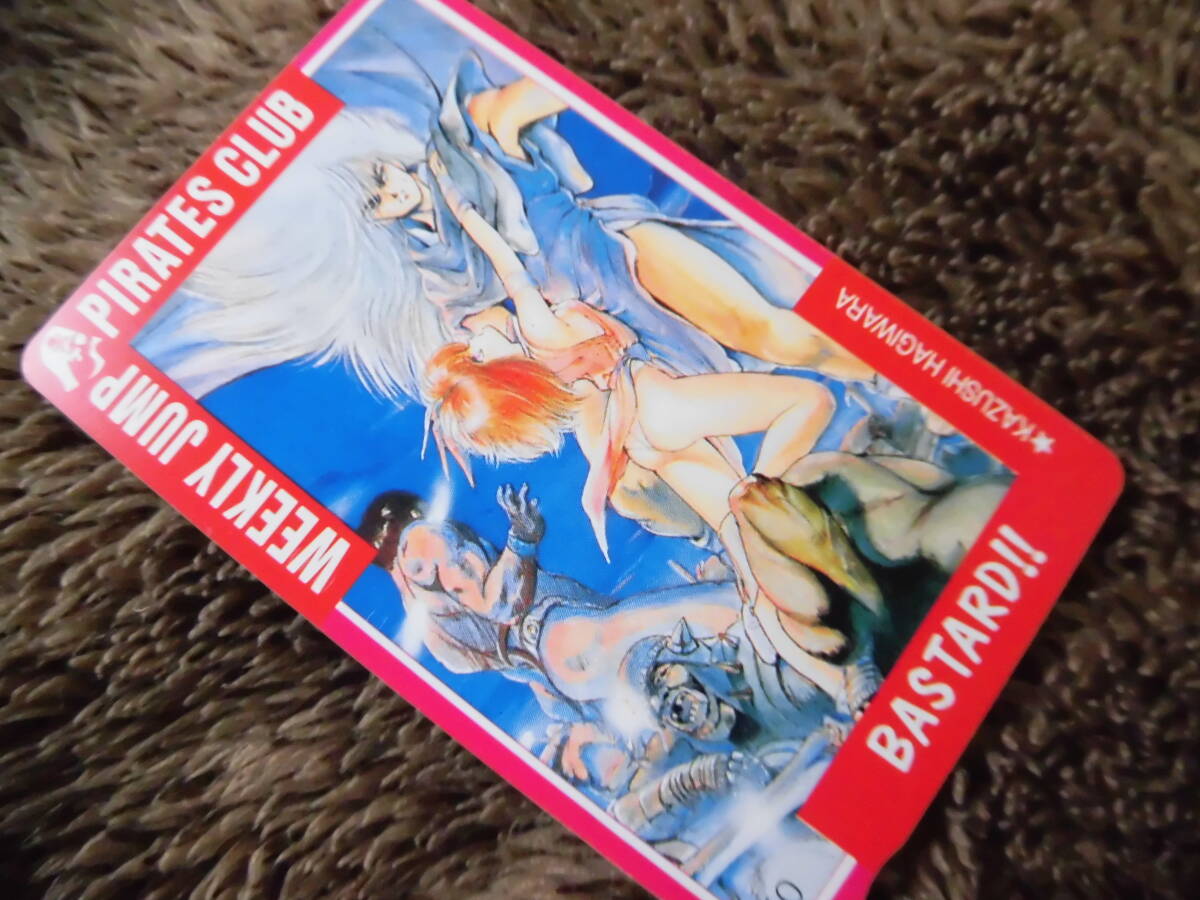 WEEKLY JUMP
PIRATES CLUB
★KAZUSHI HAGIWARA
BASTARD!!